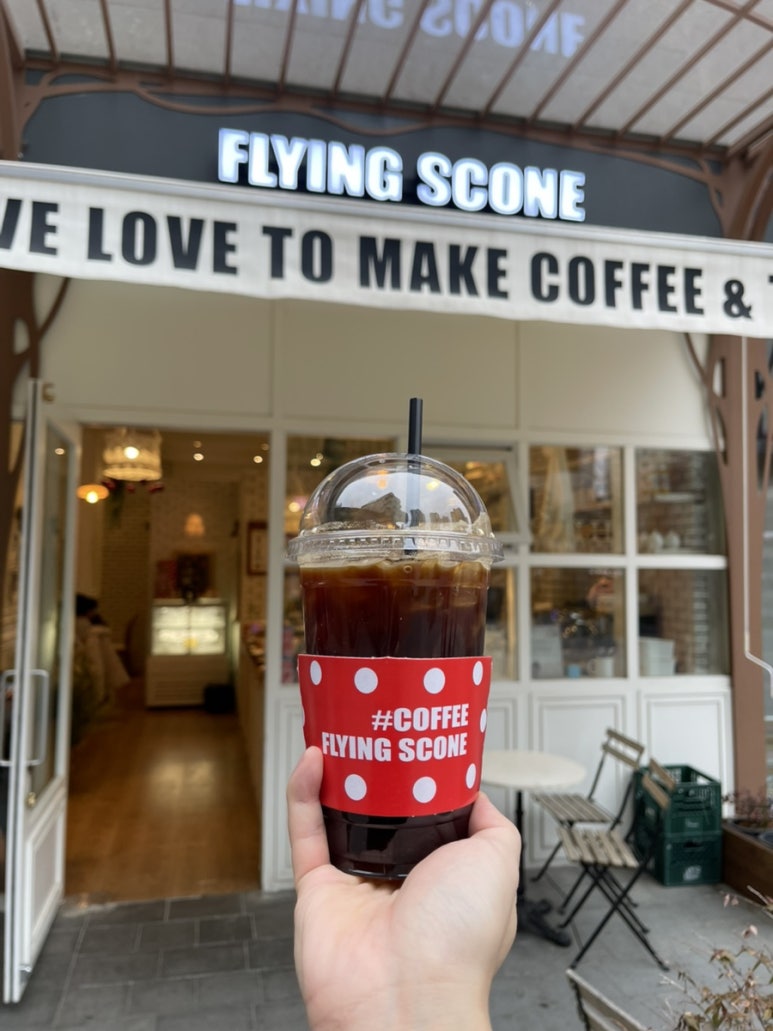 FLYING SCONE
VE LOVE TO MAKE COFFEE &
#COFFEE
FLYING SCONE